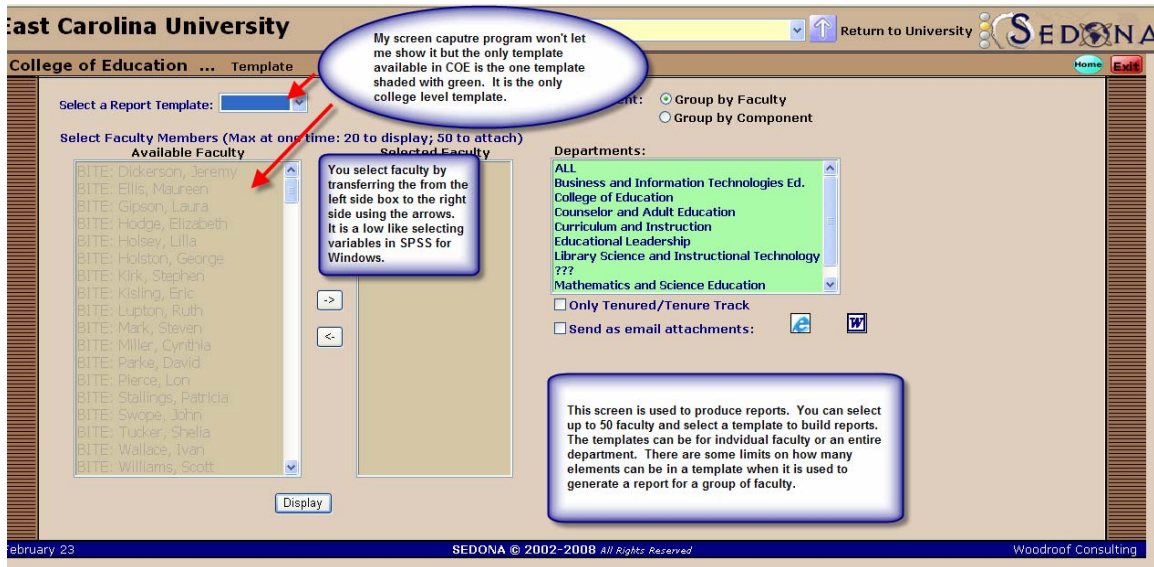 East Carolina University
Return to University
SEDONA
College of Education ... Template
Home
Exit
My screen caputre program won't let
me show it but the only template
available in COE is the one template
shaded with green. It is the only
college level template.
Select a Report Template:
Group by Faculty
Group by Component
Select Faculty Members (Max at one time: 20 to display; 50 to attach)
Available Faculty
Selected Faculty
BITE: Dickerson, Jeremy
BITE: Ellis, Maureen
BITE: Gipson, Laura
BITE: Hodge, Elizabeth
BITE: Holsey, Lilla
BITE: Holston, George
BITE: Kirk, Stephen
BITE: Kisling, Eric
BITE: Lupton, Ruth
BITE: Mark, Steven
BITE: Miller, Cynthia
BITE: Parke, David
BITE: Pierce, Lon
BITE: Stallings, Patricia
BITE: Swope, John
BITE: Tucker, Shella
BITE: Wallace, Ivan
BITE: Williams, Scott
You select faculty by
transferring the from the
left side box to the right
side using the arrows.
It is a low like selecting
variables in SPSS for
Windows.
->
<-
Display
Departments:
ALL
Business and Information Technologies Ed.
College of Education
Counselor and Adult Education
Curriculum and Instruction
Educational Leadership
Library Science and Instructional Technology
???
Mathematics and Science Education
Only Tenured/Tenure Track
Send as email attachments:
This screen is used to produce reports. You can select
up to 50 faculty and select a template to build reports.
The templates can be for indvidual faculty or an entire
department. There are some limits on how many
elements can be in a template when it is used to
generate a report for a group of faculty.
February 23
SEDONA © 2002-2008 All Rights Reserved
Woodroof Consulting